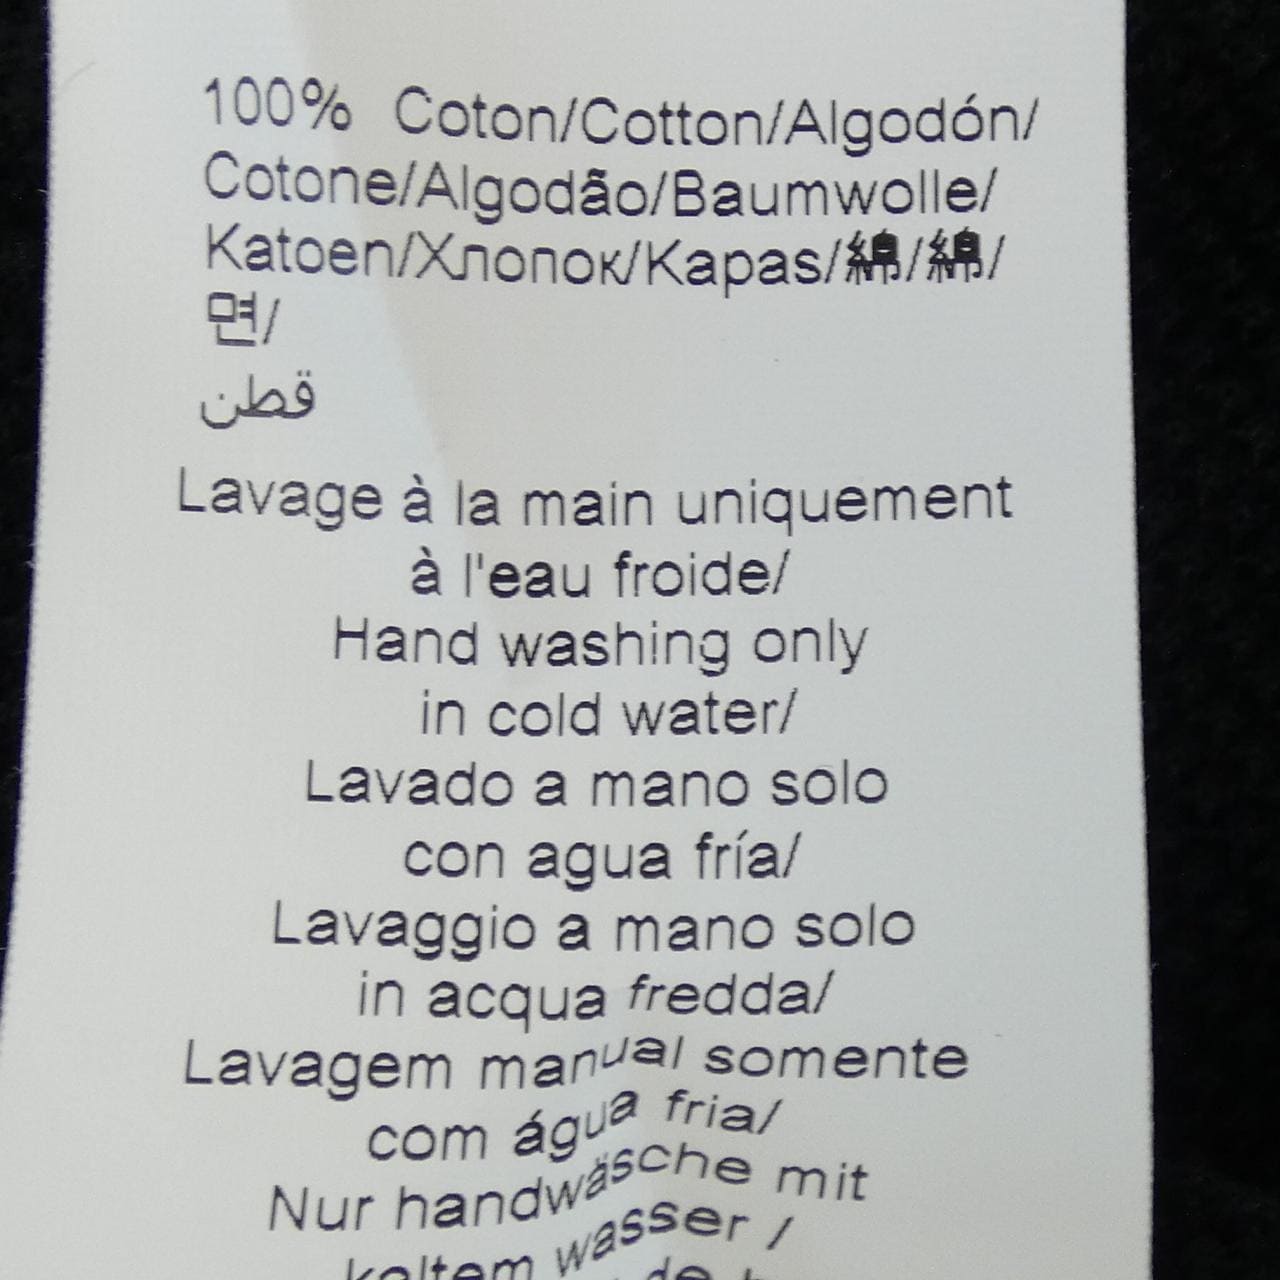 100% Coton/Cotton/Algodón/
Cotone/Algodão/Baumwolle/
Katoen/Хлопок/Kapas/綿/綿/
면/
قطن
Lavage à la main uniquement
à l'eau froide/
Hand washing only
in cold water/
Lavado a mano solo
con agua fría/
Lavaggio a mano solo
in acqua fredda/
Lavagem manual somente
com água fria/
Nur handwäsche mit
koltem wasser /
de